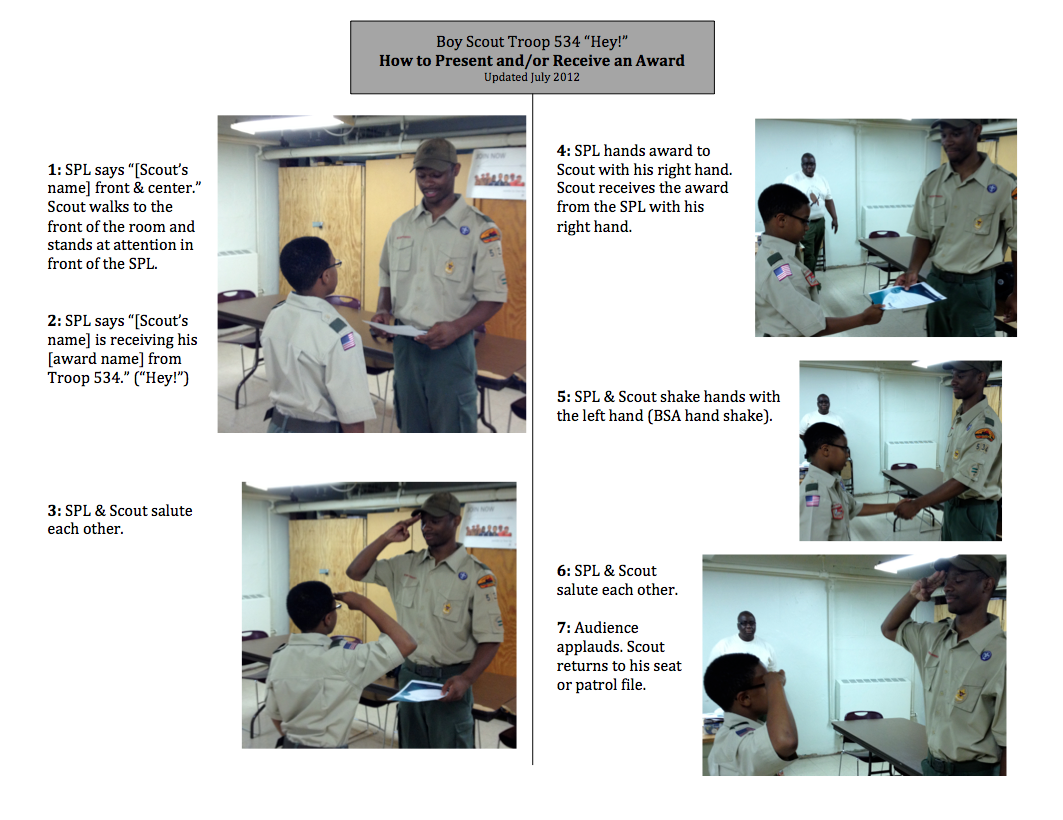 Boy Scout Troop 534 “Hey!”
How to Present and/or Receive an Award
Updated July 2012
1: SPL says “[Scout’s
name] front & center.”
Scout walks to the
front of the room and
stands at attention in
front of the SPL.
2: SPL says “[Scout’s
name] is receiving his
[award name] from
Troop 534.” (“Hey!”)
3: SPL & Scout salute
each other.
JOIN NOW
JOIN NOW
4: SPL hands award to
Scout with his right hand.
Scout receives the award
from the SPL with his
right hand.
5: SPL & Scout shake hands with
the left hand (BSA hand shake).
534
6: SPL & Scout
salute each other.
7: Audience
applauds. Scout
returns to his seat
or patrol file.